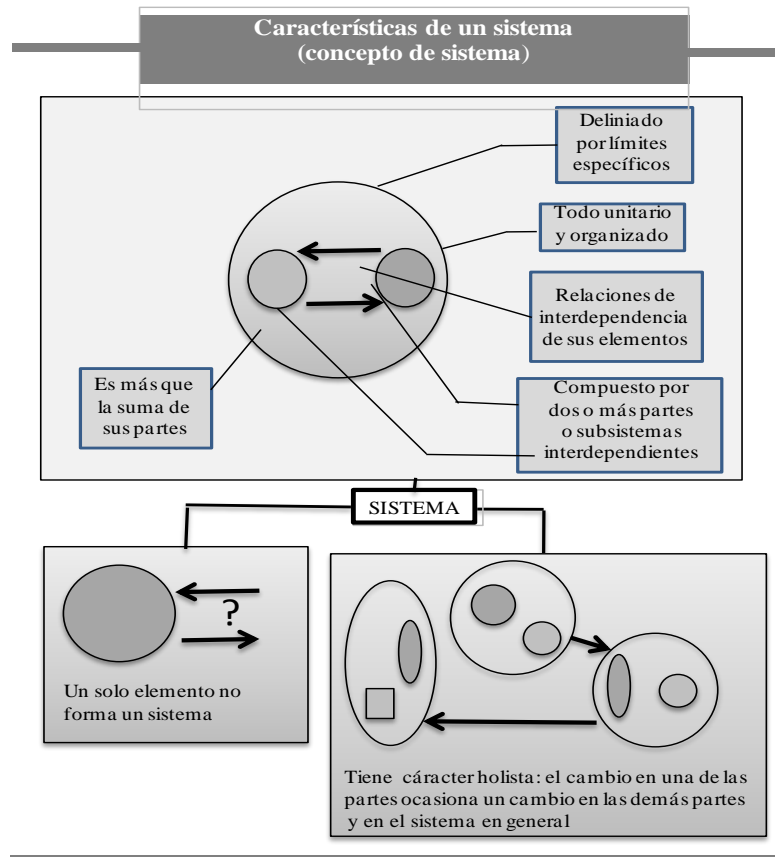 Características de un sistema
(concepto de sistema)
Deliniado
por límites
específicos
Todo unitario
y organizado
Relaciones de
interdependencia
de sus elementos
Es más que
la suma de
sus partes
Compuesto por
dos o más partes
o subsistemas
interdependientes
SISTEMA
?
Un solo elemento no
forma un sistema
Tiene cáracter holista: el cambio en una de las
partes ocasiona un cambio en las demás partes
y en el sistema en general